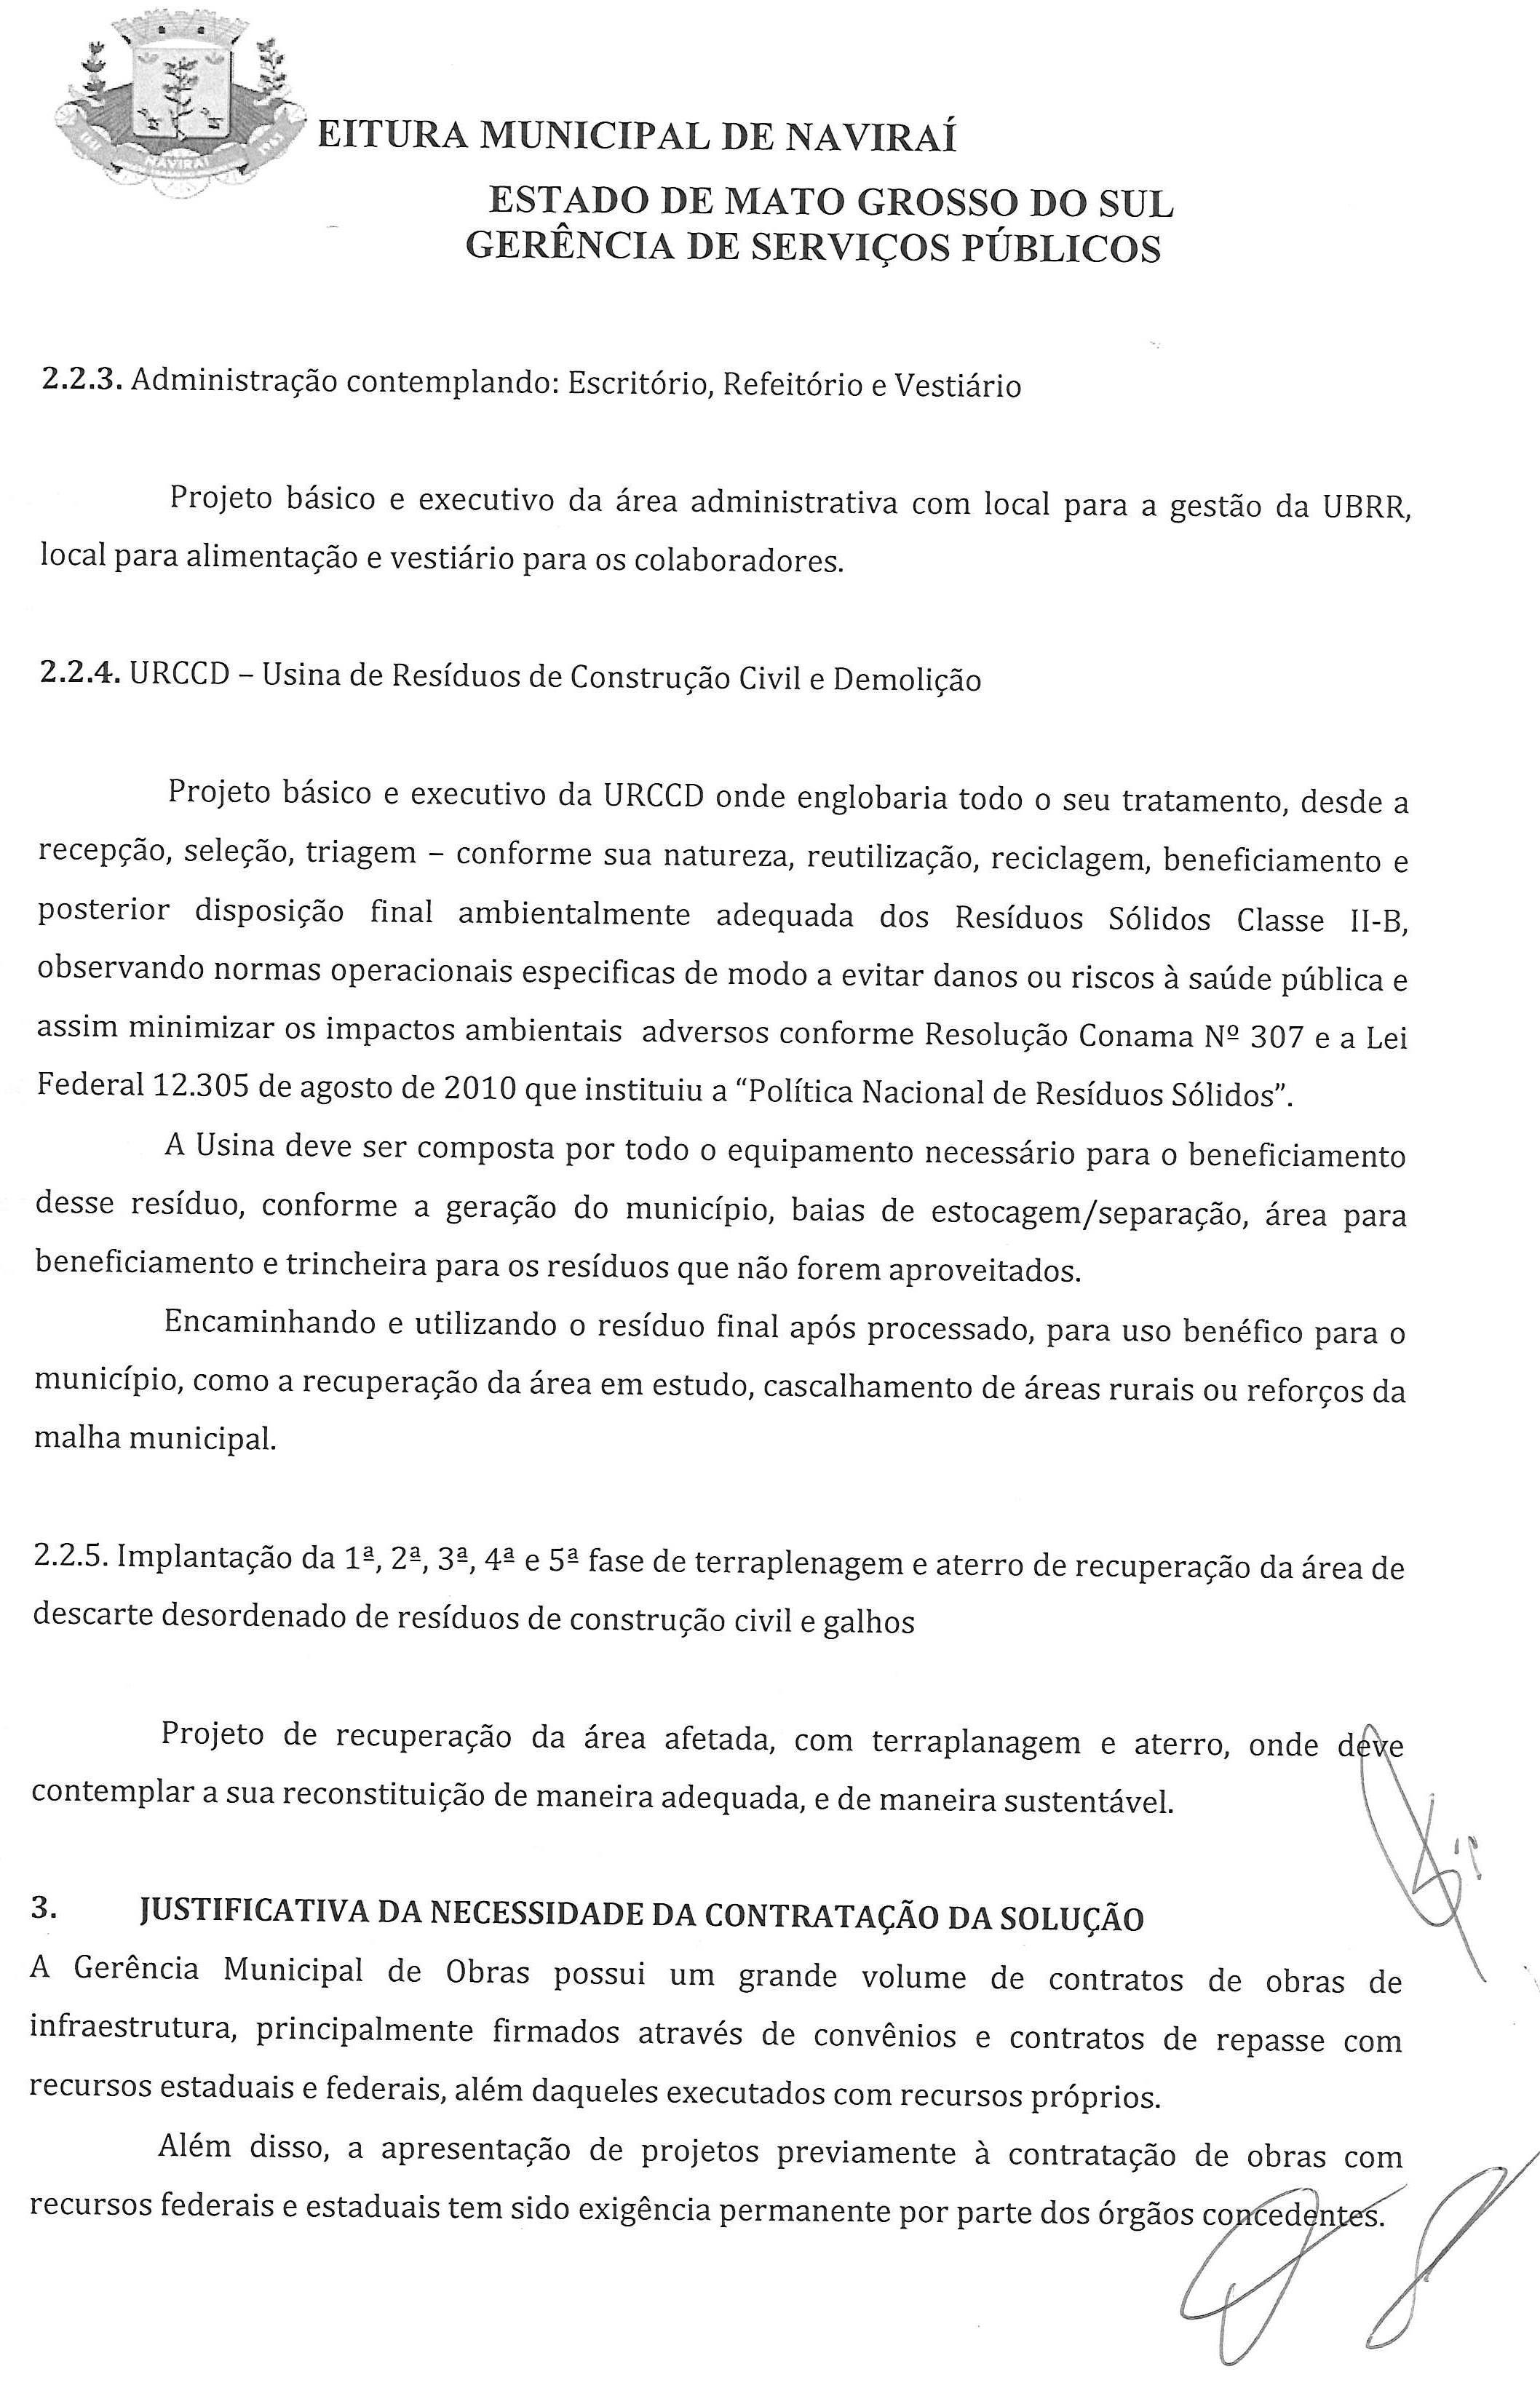 NAVIRAÍ
1963
EITURA MUNICIPAL DE NAVIRAÍ
ESTADO DE MATO GROSSO DO SUL
GERÊNCIA DE SERVIÇOS PÚBLICOS
2.2.3. Administração contemplando: Escritório, Refeitório e Vestiário
Projeto básico e executivo da área administrativa com local para a gestão da UBRR,
local para alimentação e vestiário para os colaboradores.
2.2.4. URCCD – Usina de Resíduos de Construção Civil e Demolição
Projeto básico e executivo da URCCD onde englobaria todo o seu tratamento, desde a
recepção, seleção, triagem – conforme sua natureza, reutilização, reciclagem, beneficiamento e
posterior disposição final ambientalmente adequada dos Resíduos Sólidos Classe II-B,
observando normas operacionais especificas de modo a evitar danos ou riscos à saúde pública e
assim minimizar os impactos ambientais adversos conforme Resolução Conama Nº 307 e a Lei
Federal 12.305 de agosto de 2010 que instituiu a “Política Nacional de Resíduos Sólidos”.
A Usina deve ser composta por todo o equipamento necessário para o beneficiamento
desse resíduo, conforme a geração do município, baias de estocagem/separação, área para
beneficiamento e trincheira para os resíduos que não forem aproveitados.
Encaminhando e utilizando o resíduo final após processado, para uso benéfico para o
município, como a recuperação da área em estudo, cascalhamento de áreas rurais ou reforços da
malha municipal.
2.2.5. Implantação da 1ª, 2ª, 3ª, 4ª e 5ª fase de terraplenagem e aterro de recuperação da área de
descarte desordenado de resíduos de construção civil e galhos
Projeto de recuperação da área afetada, com terraplanagem e aterro, onde deve
contemplar a sua reconstituição de maneira adequada, e de maneira sustentável.
3. JUSTIFICATIVA DA NECESSIDADE DA CONTRATAÇÃO DA SOLUÇÃO
A Gerência Municipal de Obras possui um grande volume de contratos de obras de
infraestrutura, principalmente firmados através de convênios e contratos de repasse com
recursos estaduais e federais, além daqueles executados com recursos próprios.
Além disso, a apresentação de projetos previamente à contratação de obras com
recursos federais e estaduais tem sido exigência permanente por parte dos órgãos concedentes.